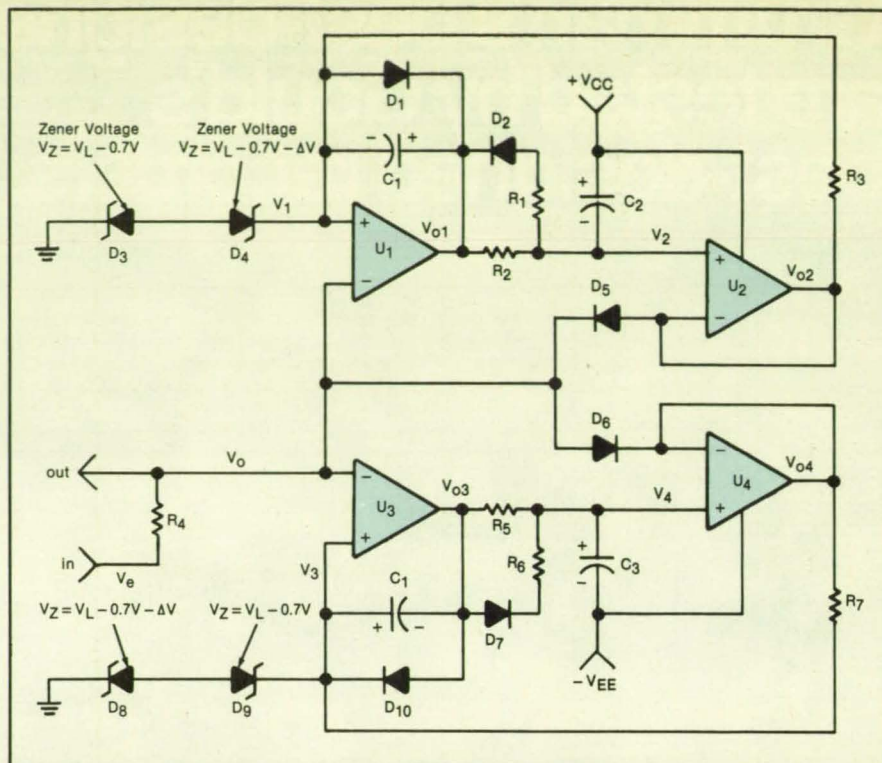 +VCC
D1
Zener Voltage
VZ = VL − 0.7V
Zener Voltage
VZ = VL − 0.7V − ΔV
D2
− +
C1
R1
+
C2
−
R3
V1
D3
D4
+
U1
−
Vo1
R2
V2
+
U2
−
Vo2
D5
D6
out
Vo
R4
in
Ve
−
U3
+
Vo3
R5
V4
−
U4
+
Vo4
V3
R6
+
C3
−
VZ = VL − 0.7V − ΔV
VZ = VL − 0.7V
C1
+ −
D7
R7
−VEE
D8
D9
D10